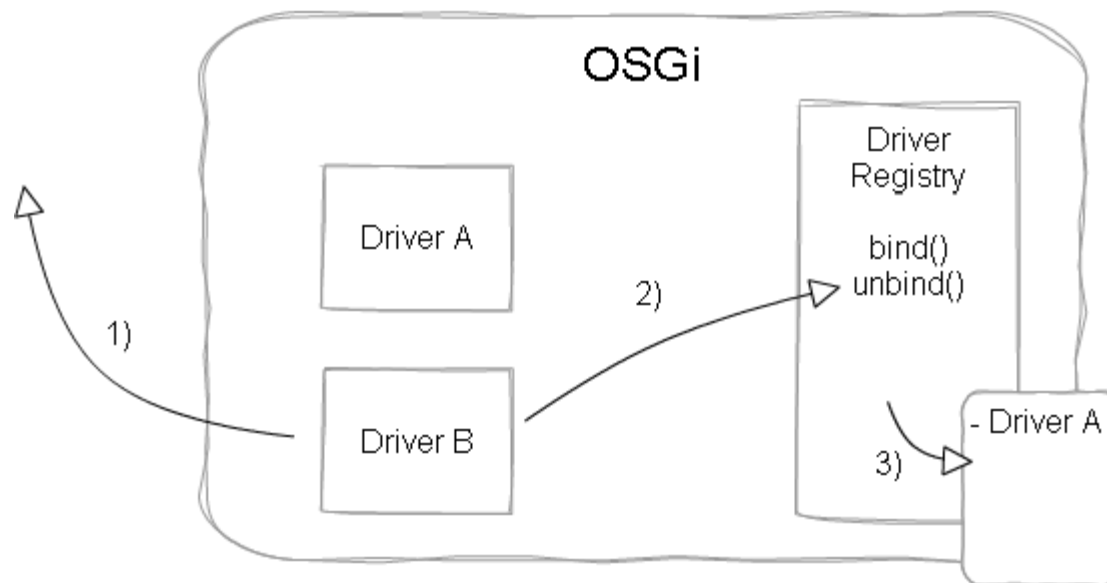 OSGi
Driver
Registry
Driver A
bind()
unbind()
2)
1)
Driver B
- Driver A
3)